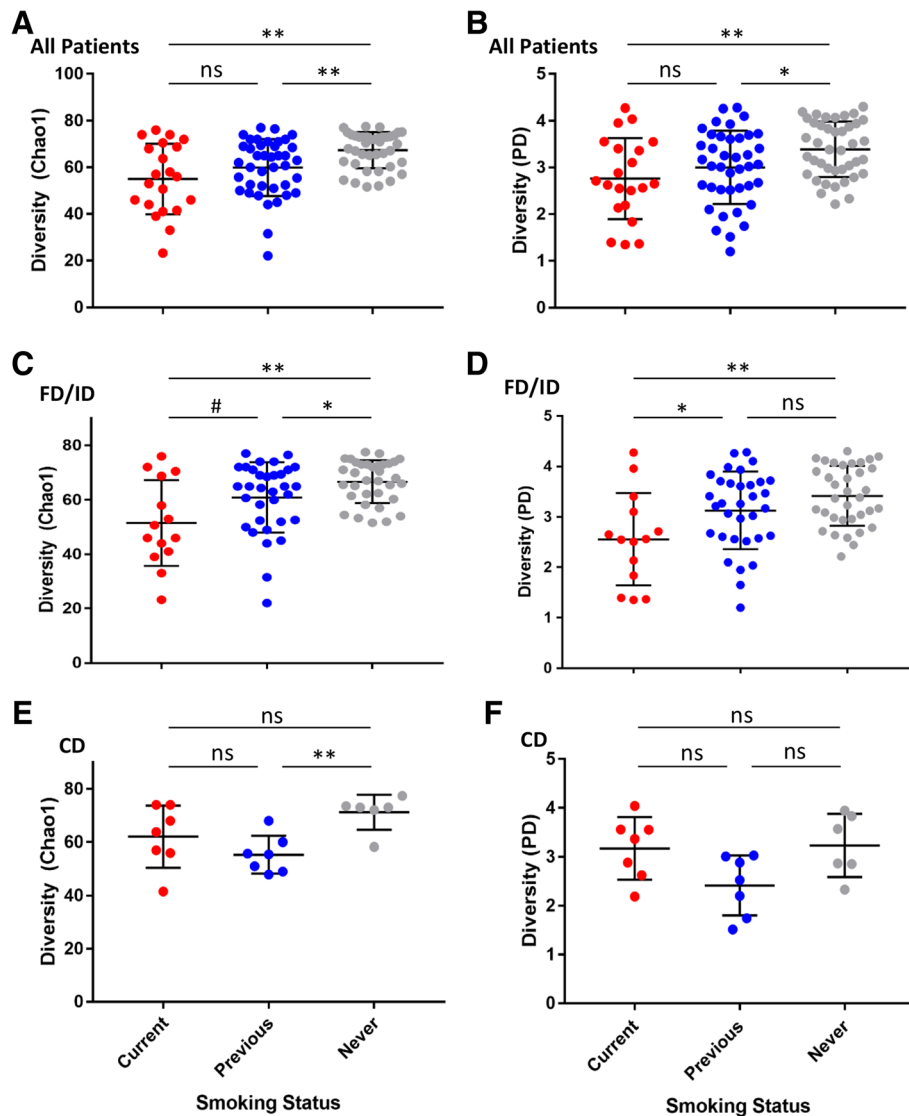 A
All Patients
**
ns
**
Diversity (Chao1)
100
80
60
40
20
0
B
All Patients
**
ns
*
Diversity (PD)
5
4
3
2
1
0
C
FD/ID
**
#
*
Diversity (Chao1)
80
60
40
20
0
D
FD/ID
**
*
ns
Diversity (PD)
5
4
3
2
1
0
E
CD
ns
ns
**
Diversity (Chao1)
80
60
40
20
0
Current
Previous
Never
Smoking Status
F
CD
ns
ns
ns
Diversity (PD)
5
4
3
2
1
0
Current
Previous
Never
Smoking Status